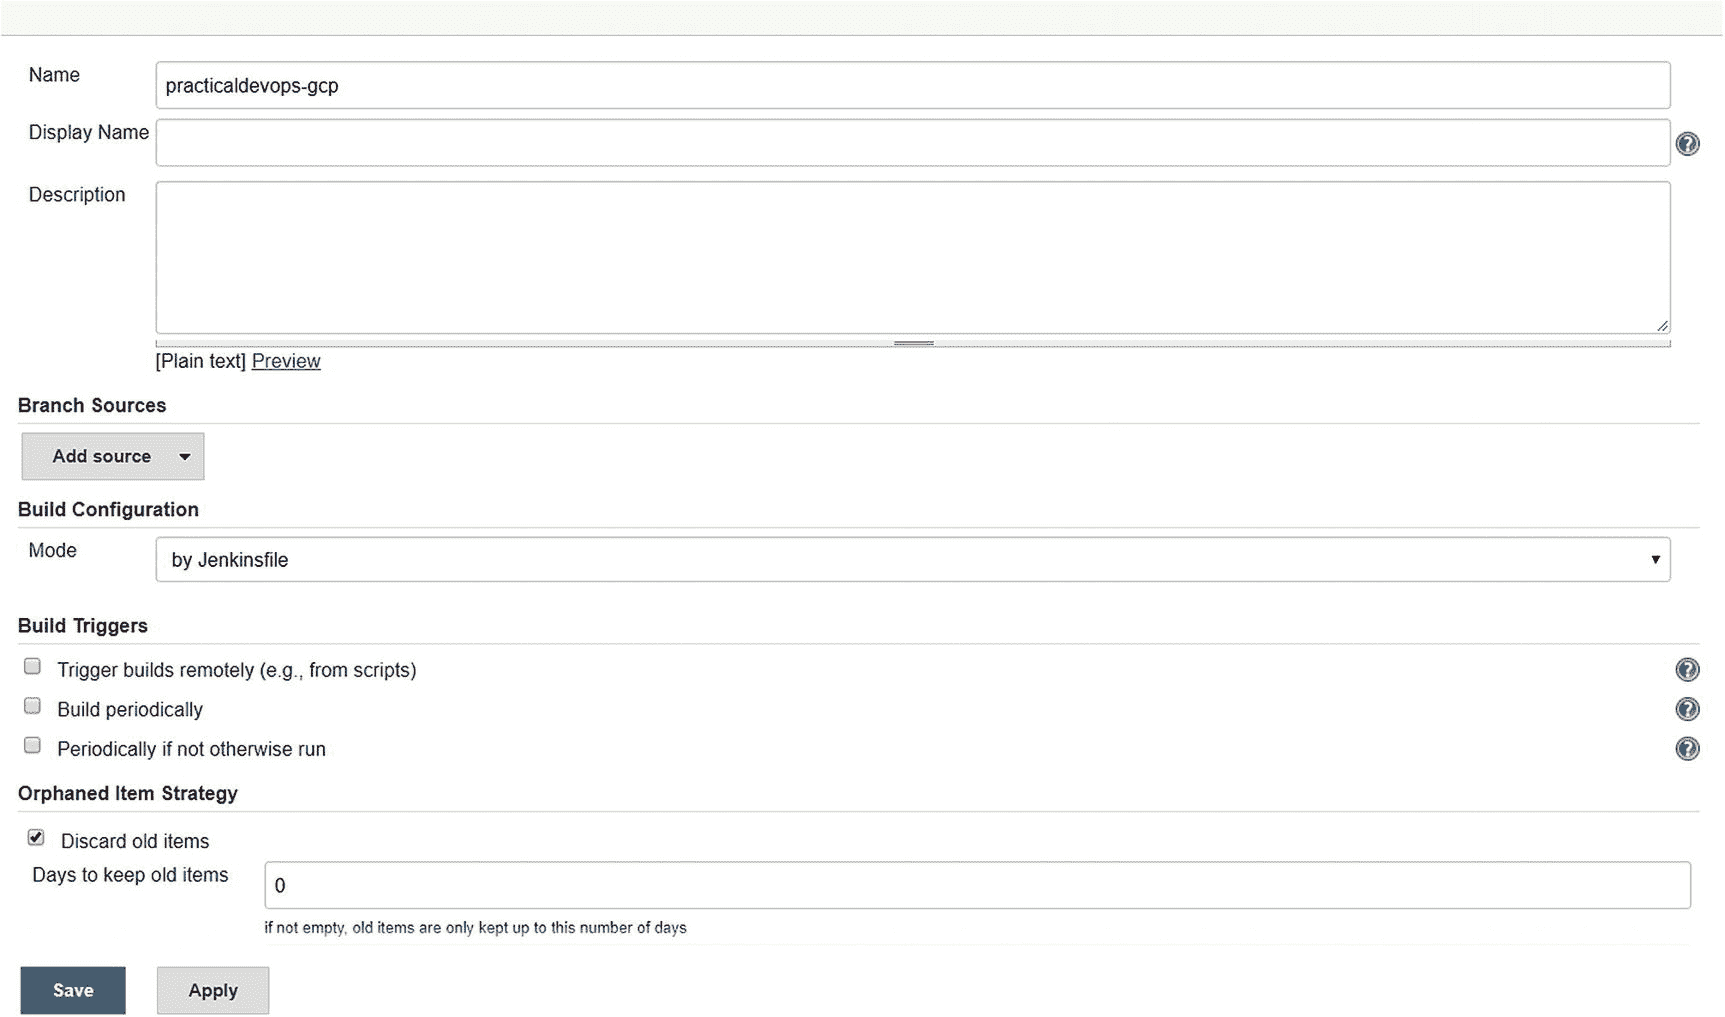 Name
practicaldevops-gcp
Display Name
Description
[Plain text] Preview
Branch Sources
Add source
Build Configuration
Mode
by Jenkinsfile
Build Triggers
Trigger builds remotely (e.g., from scripts)
Build periodically
Periodically if not otherwise run
Orphaned Item Strategy
Discard old items
Days to keep old items
0
if not empty, old items are only kept up to this number of days
Save
Apply